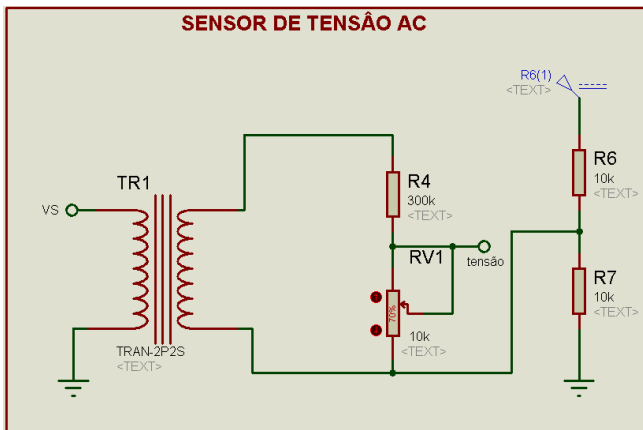 SENSOR DE TENSÂO AC
R6(1)
<TEXT>
TR1
VS
TRAN-2P2S
<TEXT>
R4
300k
<TEXT>
RV1
tensão
70%
10k
<TEXT>
R6
10k
<TEXT>
R7
10k
<TEXT>